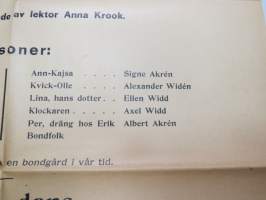 de av lektor Anna Krook.
soner:
Ann-Kajsa . . . . Signe Akrén
Kvick-Olle . . . . Alexander Widén
Lina, hans dotter . . Ellen Widd
Klockaren . . . . Axel Widd
Per, dräng hos Erik Albert Akrén
Bondfolk
en bondgård i vår tid.
dans